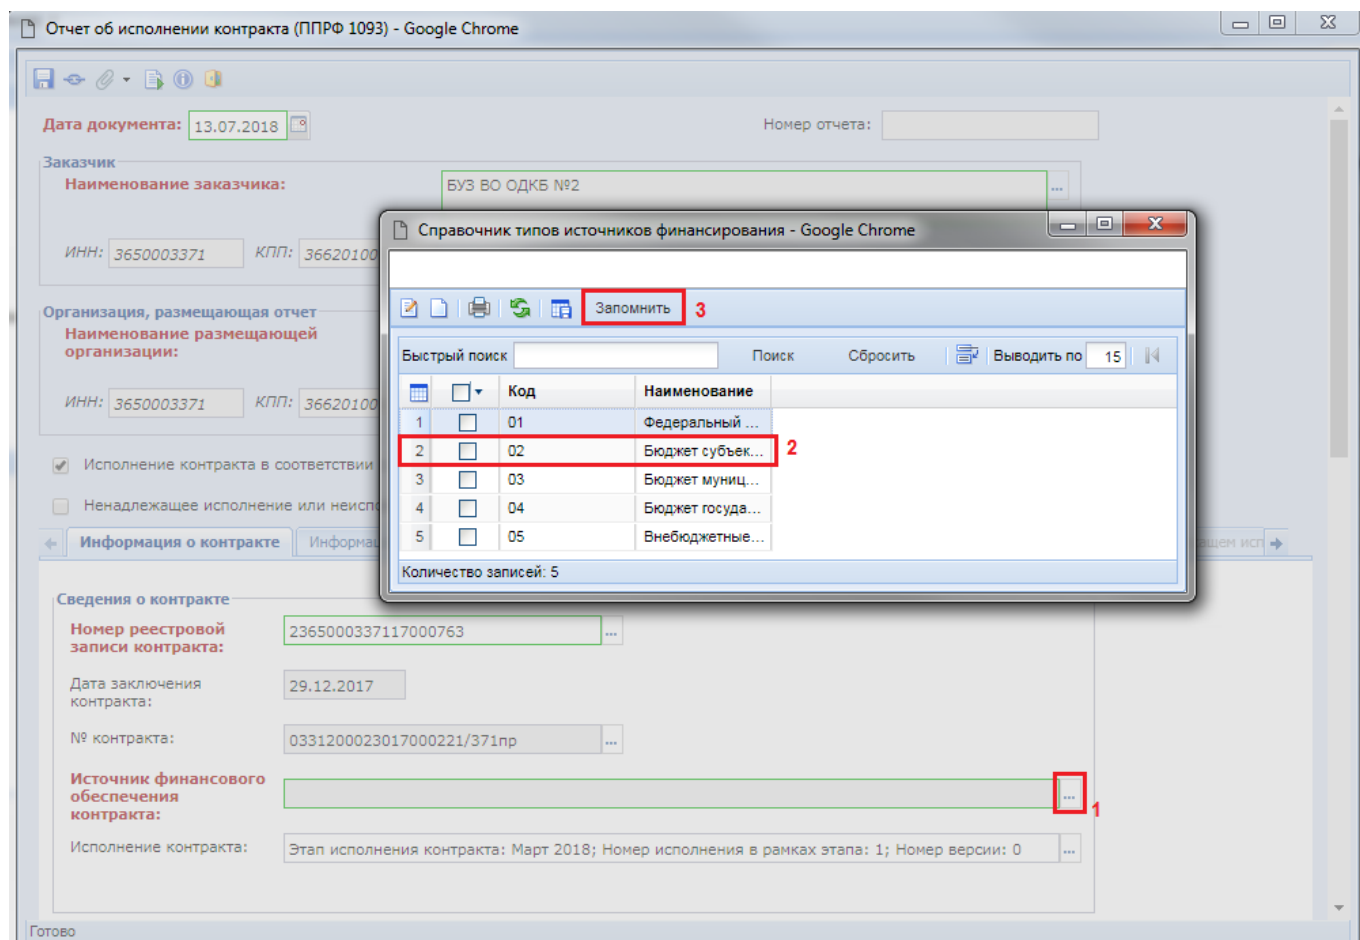 Отчет об исполнении контракта (ППРФ 1093) - Google Chrome
Дата документа: 13.07.2018
Номер отчета:
Заказчик
Наименование заказчика: БУЗ ВО ОДКБ №2 ...
ИНН: 3650003371 КПП: 36620100
Организация, размещающая отчет
Наименование размещающей
организации:
ИНН: 3650003371 КПП: 36620100
Исполнение контракта в соответствии
Ненадлежащее исполнение или неисп
Информация о контракте
Информац
щем исп
Справочник типов источников финансирования - Google Chrome
Запомнить 3
Быстрый поиск Поиск Сбросить Выводить по 15
Код Наименование
1 01 Федеральный ...
2 02 Бюджет субъек... 2
3 03 Бюджет муниц...
4 04 Бюджет госуда...
5 05 Внебюджетные...
Количество записей: 5
Сведения о контракте
Номер реестровой
записи контракта:
2365000337117000763 ...
Дата заключения
контракта:
29.12.2017
№ контракта: 0331200023017000221/371пр ...
Источник финансового
обеспечения
контракта:
... 1
Исполнение контракта: Этап исполнения контракта: Март 2018; Номер исполнения в рамках этапа: 1; Номер версии: 0 ...
Готово